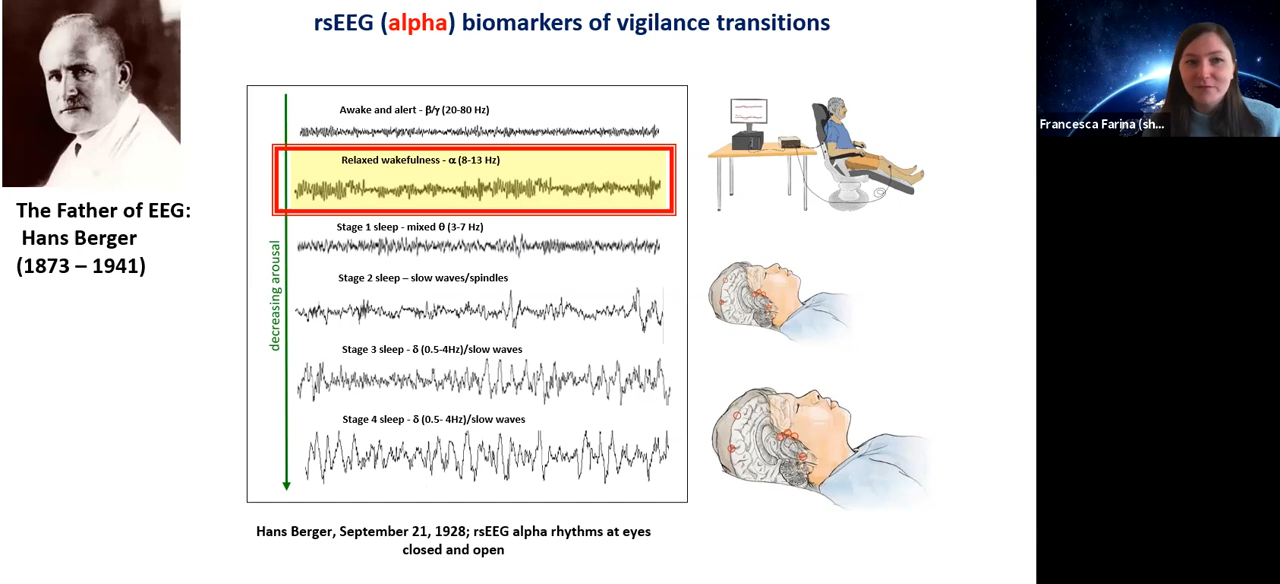 rsEEG (alpha) biomarkers of vigilance transitions
The Father of EEG:
Hans Berger
(1873 – 1941)
decreasing arousal
Awake and alert - β/γ (20-80 Hz)
Relaxed wakefulness - α (8-13 Hz)
Stage 1 sleep - mixed θ (3-7 Hz)
Stage 2 sleep – slow waves/spindles
Stage 3 sleep - δ (0.5-4Hz)/slow waves
Stage 4 sleep - δ (0.5- 4Hz)/slow waves
Hans Berger, September 21, 1928; rsEEG alpha rhythms at eyes
closed and open
Francesca Farina (sh...